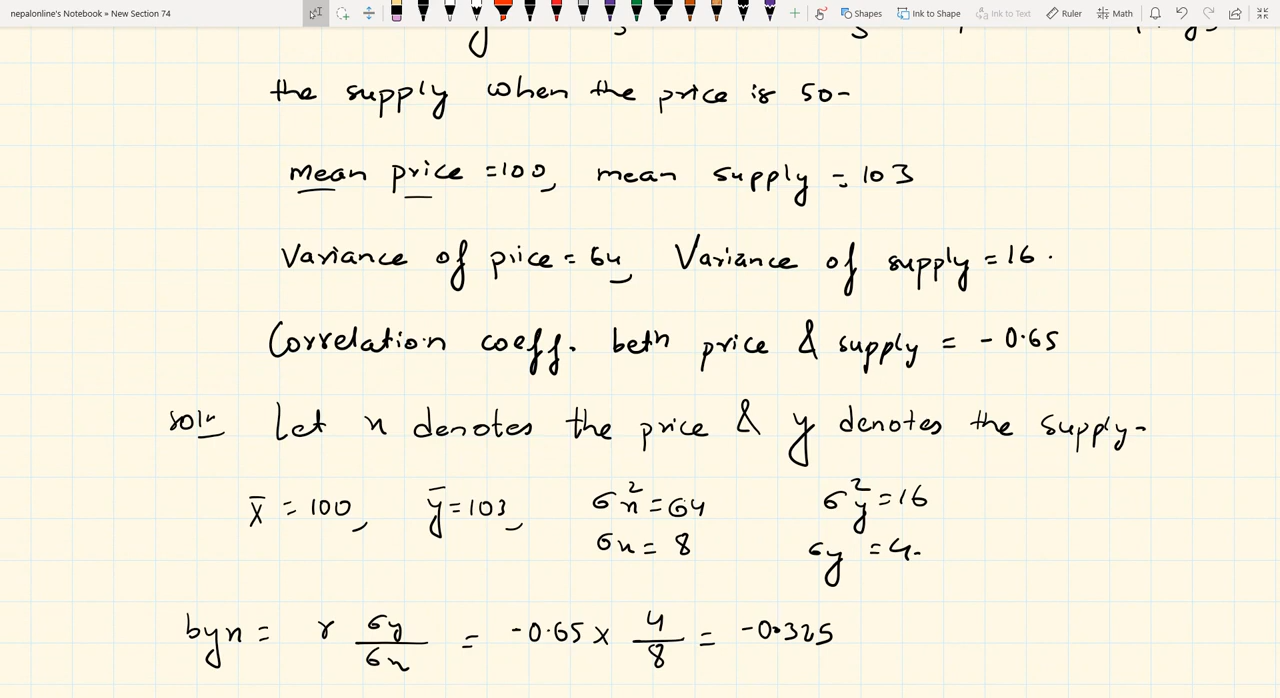 nepalonline's Notebook » New Section 74
Shapes Ink to Shape Ink to Text Ruler Math
the supply when the price is 50-
mean price = 100, mean supply = 103
Variance of price = 64, Variance of supply = 16.
Correlation coeff. betn price & supply = - 0.65
soln Let x denotes the price & y denotes the supply-
x̄ = 100, ȳ = 103, σ²x = 64 σ²y = 16
σx = 8 σy = 4.
byx = r σy/σx = -0.65 × 4/8 = -0.325